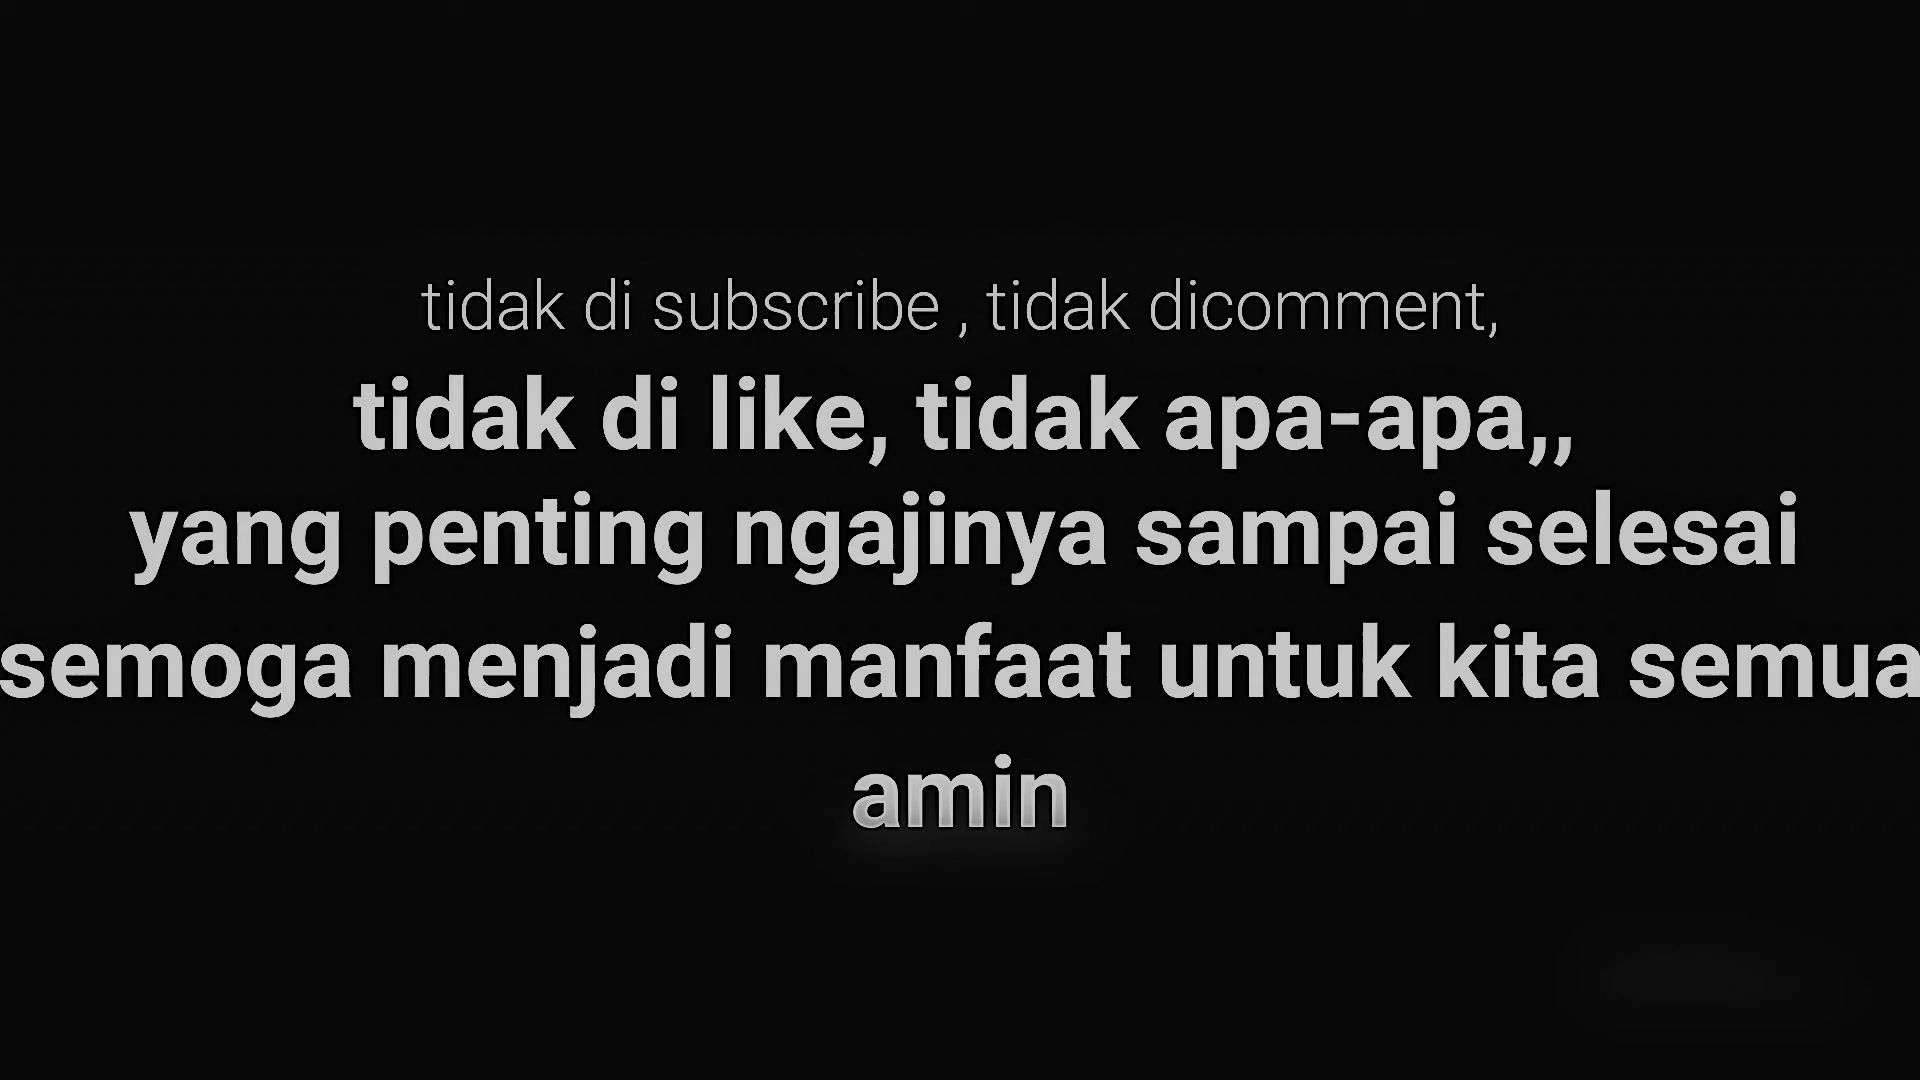 tidak di subscribe , tidak dicomment,
tidak di like, tidak apa-apa,,
yang penting ngajinya sampai selesai
semoga menjadi manfaat untuk kita semua
amin